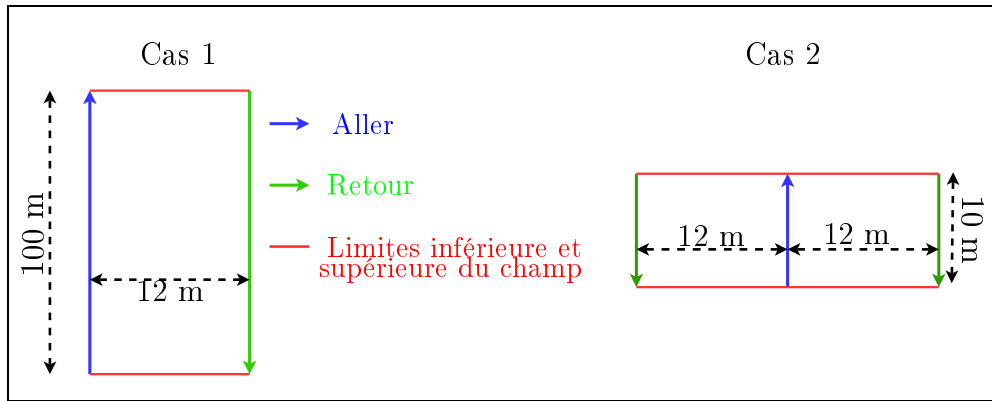 Cas 1
Cas 2
Aller
Retour
Limites inférieure et
supérieure du champ
100 m
12 m
12 m
12 m
10 m